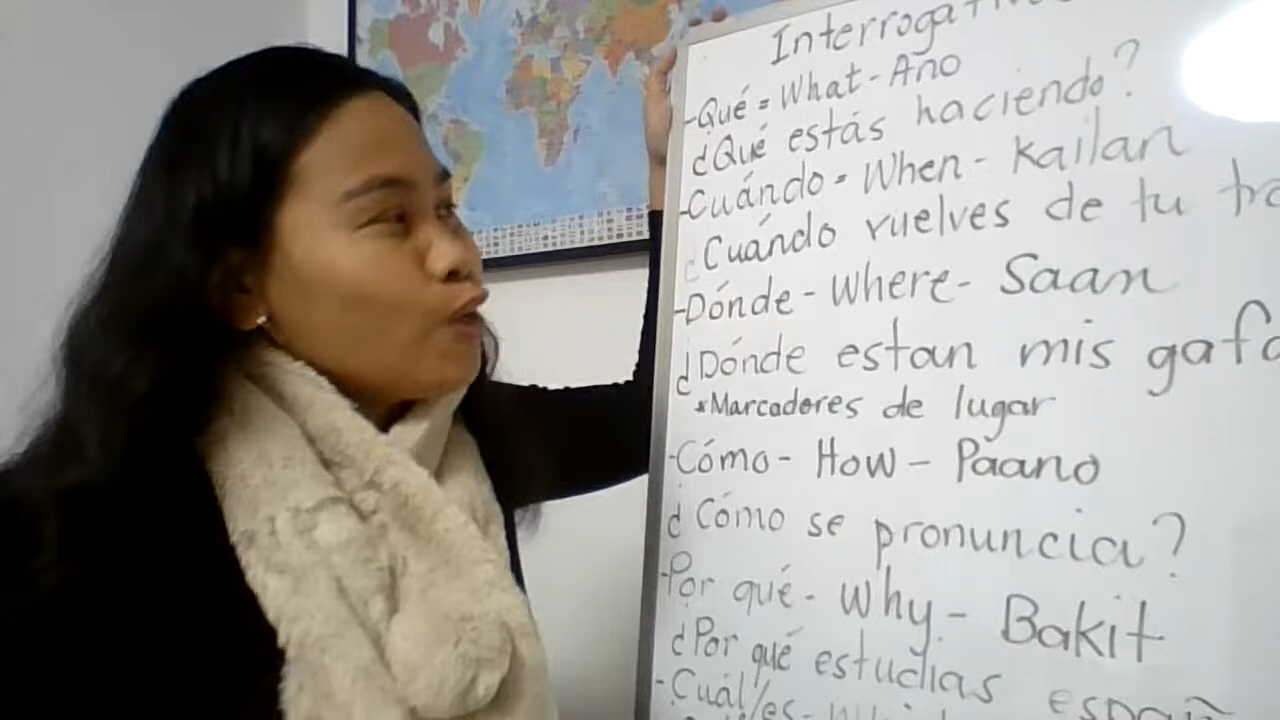 Interrogati
-Qué = What - Ano
¿Qué estás haciendo?
-Cuándo = When - Kailan
¿Cuándo vuelves de tu
-Dónde - Where - Saan
¿Dónde estan mis
*Marcadores de lugar
-Cómo - How - Paano
¿Cómo se pronuncia?
-Por qué - Why - Bakit
¿Por qué estudias
-Cuál/es -